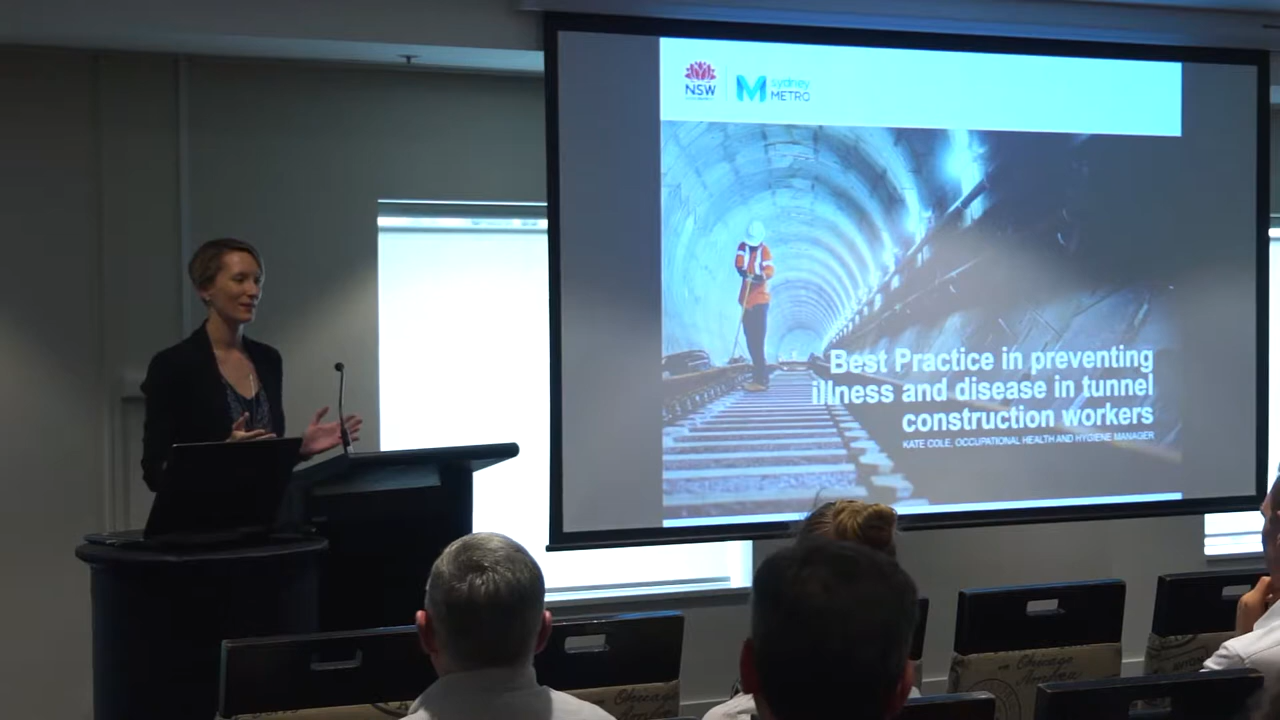 NSW
sydney
METRO
Best Practice in preventing
illness and disease in tunnel
construction workers
KATE COLE, OCCUPATIONAL HEALTH AND HYGIENE MANAGER